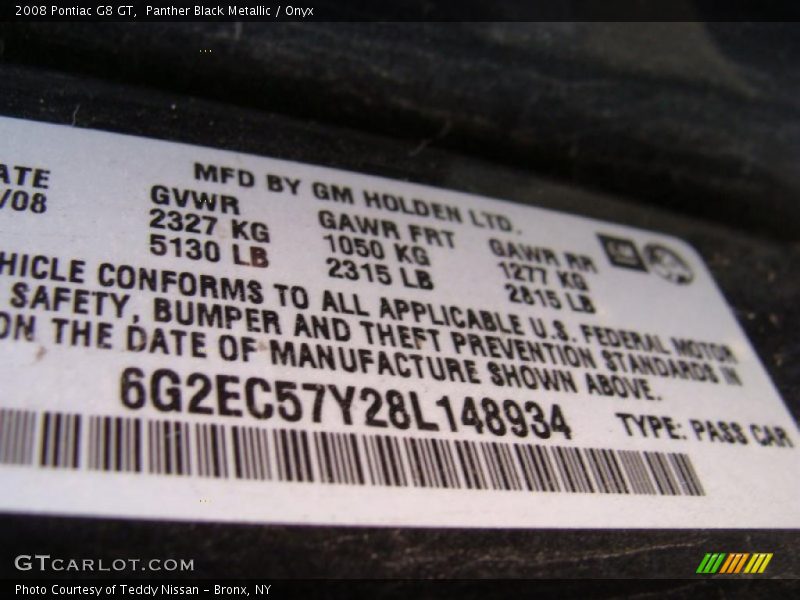 2008 Pontiac G8 GT, Panther Black Metallic / Onyx
MFD BY GM HOLDEN LTD.
ATE
/08
GVWR
2327 KG
5130 LB
GAWR FRT
1050 KG
2315 LB
GAWR RR
1277 KG
2815 LB
GM
HICLE CONFORMS TO ALL APPLICABLE U.S. FEDERAL MOTOR
SAFETY, BUMPER AND THEFT PREVENTION STANDARDS IN
ON THE DATE OF MANUFACTURE SHOWN ABOVE.
6G2EC57Y28L148934
TYPE: PASS CAR
GTCARLOT.COM
Photo Courtesy of Teddy Nissan - Bronx, NY